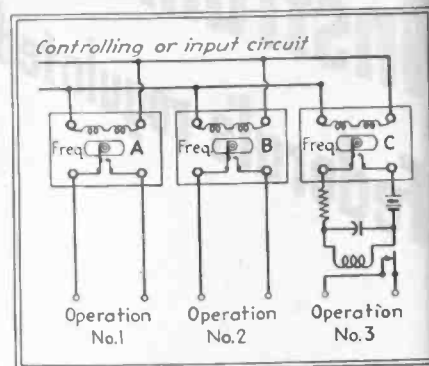 Controlling or input circuit
Freq. A
Freq. B
Freq. C
Operation No.1
Operation No.2
Operation No.3